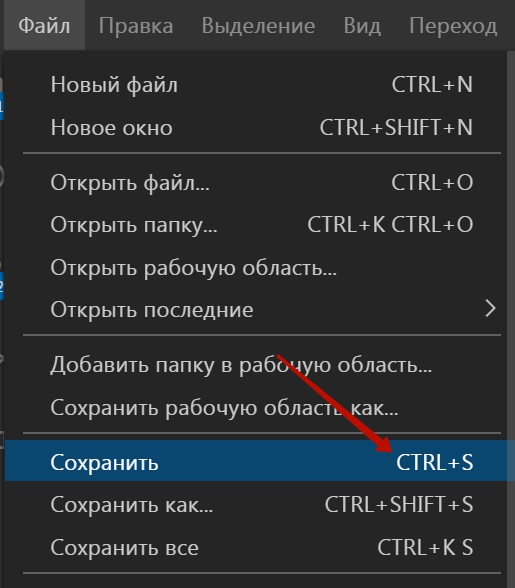 Файл Правка Выделение Вид Переход
Новый файл CTRL+N
Новое окно CTRL+SHIFT+N
Открыть файл... CTRL+O
Открыть папку... CTRL+K CTRL+O
Открыть рабочую область...
Открыть последние
Добавить папку в рабочую область...
Сохранить рабочую область как...
Сохранить CTRL+S
Сохранить как... CTRL+SHIFT+S
Сохранить все CTRL+K S